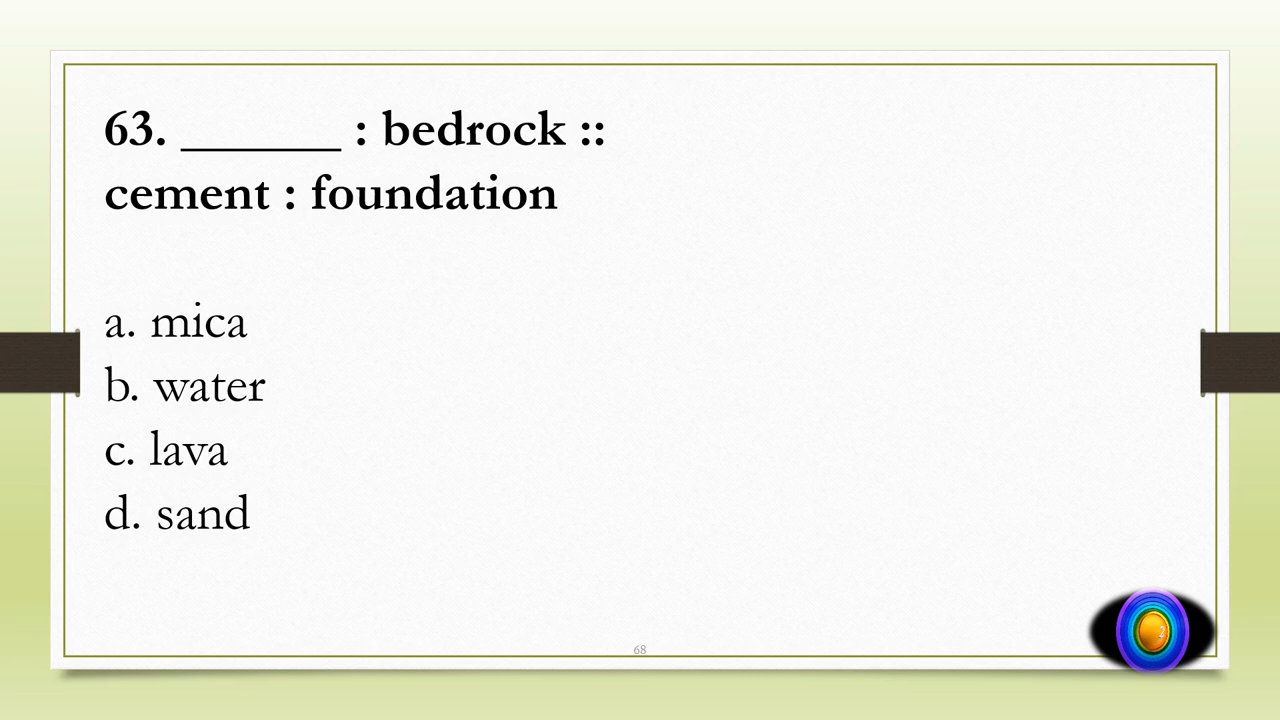 63. ______ : bedrock ::
cement : foundation
a. mica
b. water
c. lava
d. sand
68